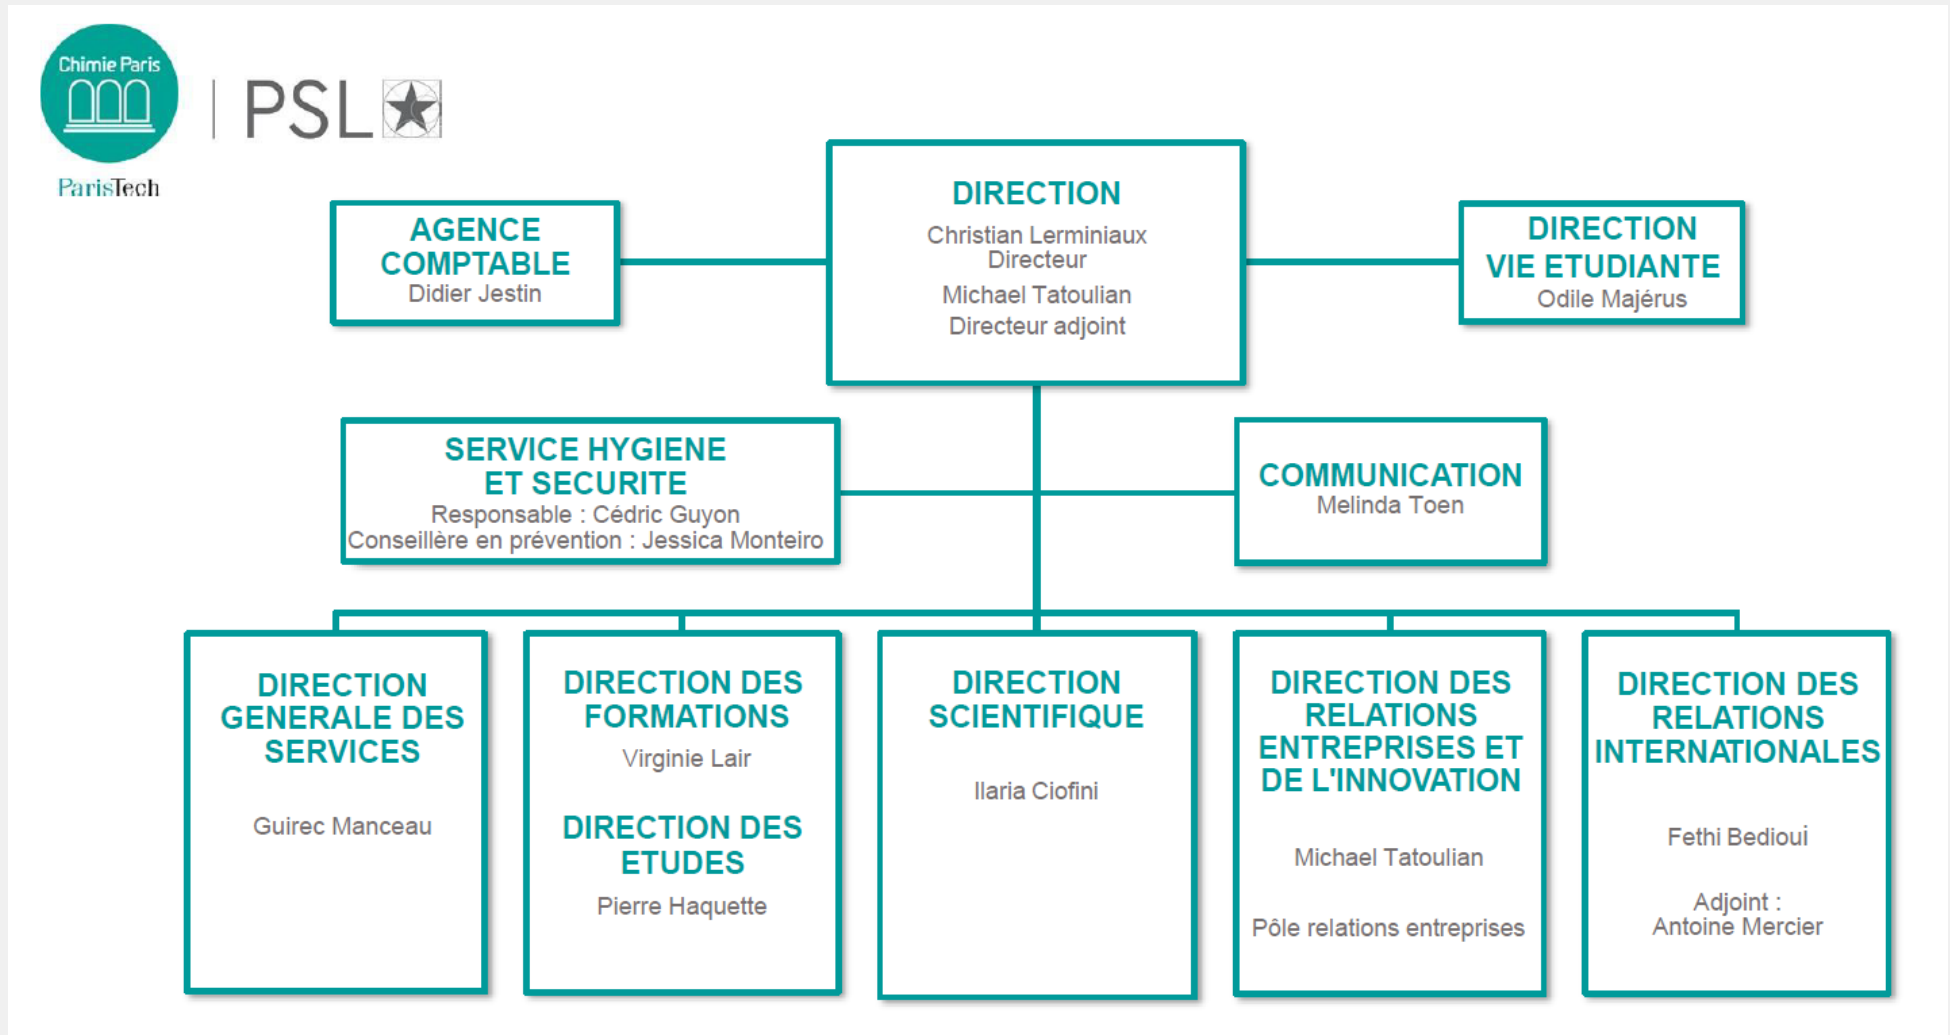 Chimie Paris
PSL
ParisTech
DIRECTION
Christian Lerminiaux
Directeur
Michael Tatoulian
Directeur adjoint
AGENCE
COMPTABLE
Didier Jestin
DIRECTION
VIE ETUDIANTE
Odile Majérus
SERVICE HYGIENE
ET SECURITE
Responsable : Cédric Guyon
Conseillère en prévention : Jessica Monteiro
COMMUNICATION
Melinda Toen
DIRECTION
GENERALE DES
SERVICES
Guirec Manceau
DIRECTION DES
FORMATIONS
Virginie Lair
DIRECTION DES
ETUDES
Pierre Haquette
DIRECTION
SCIENTIFIQUE
Ilaria Ciofini
DIRECTION DES
RELATIONS
ENTREPRISES ET
DE L'INNOVATION
Michael Tatoulian
Pôle relations entreprises
DIRECTION DES
RELATIONS
INTERNATIONALES
Fethi Bedioui
Adjoint :
Antoine Mercier